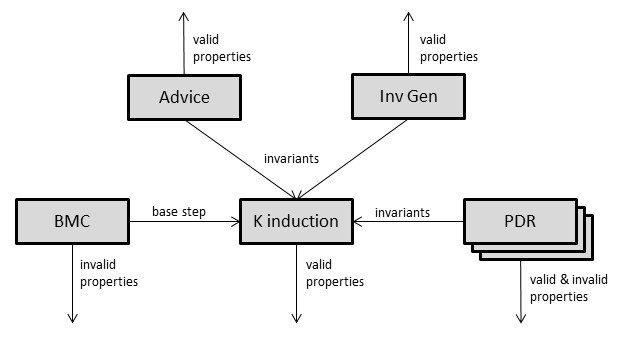 valid
properties
valid
properties
Advice
Inv Gen
invariants
BMC
base step
K induction
invariants
PDR
invalid
properties
valid
properties
valid & invalid
properties